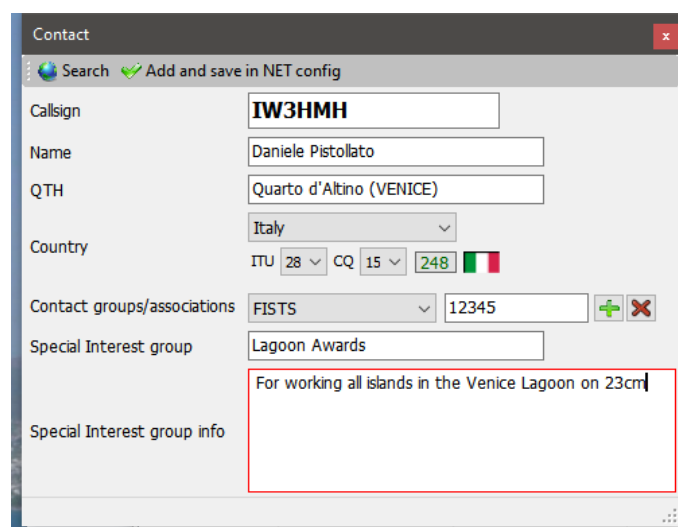 Contact
x
Search Add and save in NET config
Callsign IW3HMH
Name Daniele Pistollato
QTH Quarto d'Altino (VENICE)
Country Italy
ITU 28 CQ 15 248
Contact groups/associations FISTS 12345
Special Interest group Lagoon Awards
Special Interest group info For working all islands in the Venice Lagoon on 23cm